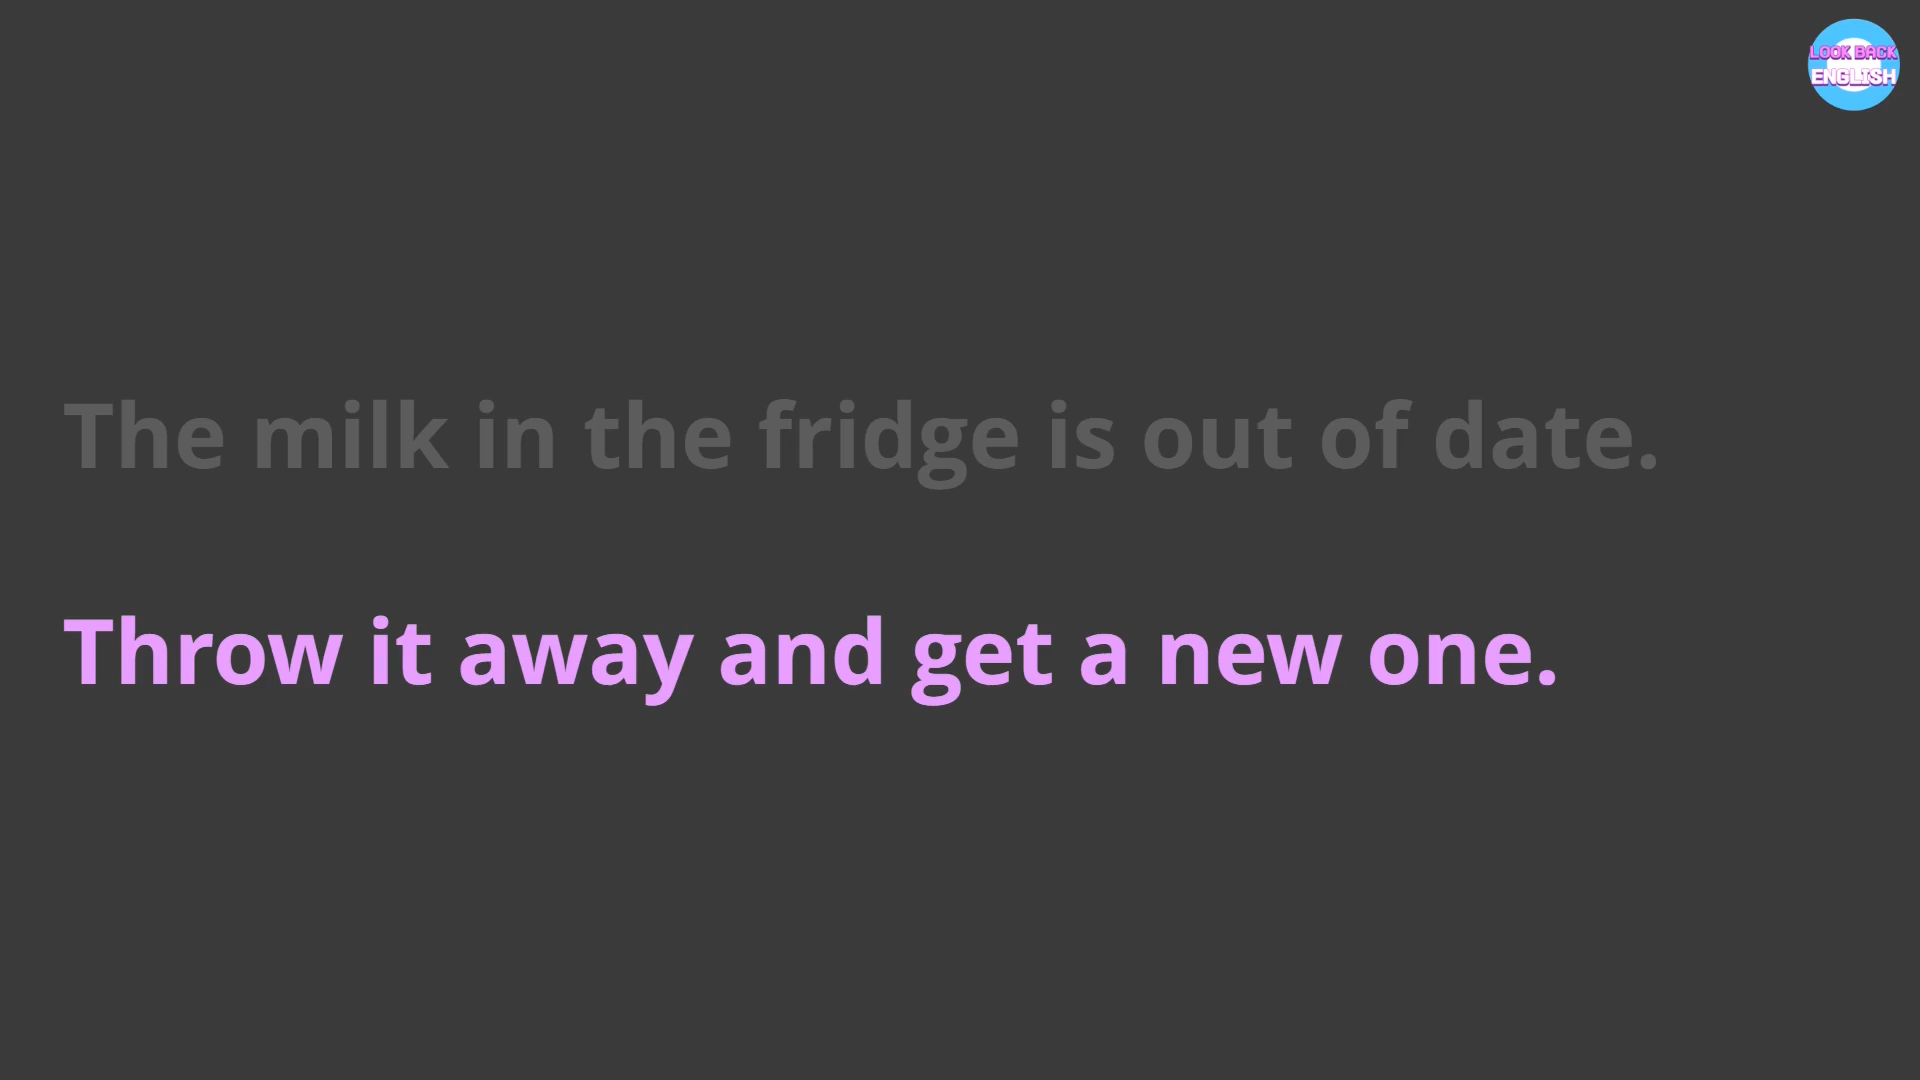 LOOK BACK
ENGLISH
The milk in the fridge is out of date.
Throw it away and get a new one.